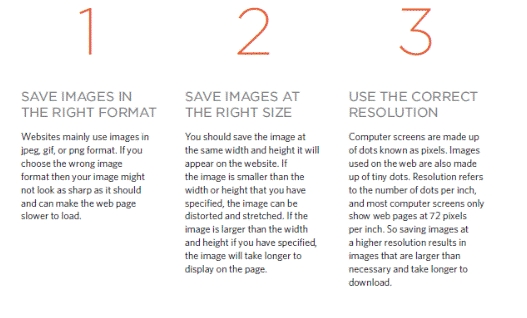 1
SAVE IMAGES IN
THE RIGHT FORMAT
Websites mainly use images in
jpeg, gif, or png format. If you
choose the wrong image
format then your image might
not look as sharp as it should
and can make the web page
slower to load.
2
SAVE IMAGES AT
THE RIGHT SIZE
You should save the image at
the same width and height it will
appear on the website. If
the image is smaller than the
width or height that you have
specified, the image can be
distorted and stretched. If the
image is larger than the width
and height if you have specified,
the image will take longer to
display on the page.
3
USE THE CORRECT
RESOLUTION
Computer screens are made up
of dots known as pixels. Images
used on the web are also made
up of tiny dots. Resolution refers
to the number of dots per inch,
and most computer screens only
show web pages at 72 pixels
per inch. So saving images at
a higher resolution results in
images that are larger than
necessary and take longer to
download.